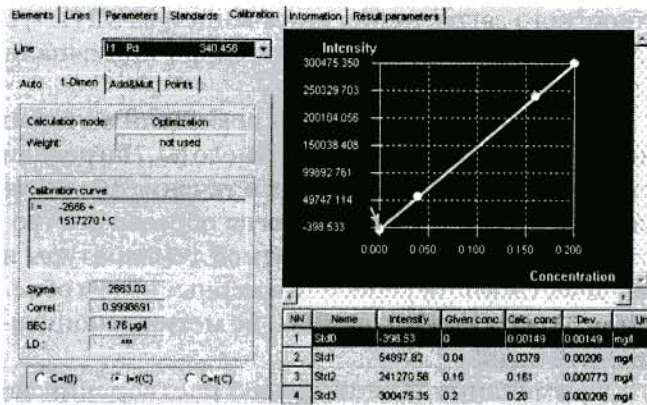 Elements Lines Parameters Standards Calibration Information Result parameters
Line I1 Pd 340.456
Auto 1-Dimen Add&Mult Points
Calculation mode: Optimization
Weight: not used
Calibration curve
I = -2666 +
1517270 * C
Sigma 2663.03
Correl 0.9998691
BEC : 1.76 µg/l
LD : ***
C=f(I) I=f(C) C=f(C)
Intensity
300475.350
250329.703
200184.056
150038.408
99892.761
49747.114
-398.533
0.000 0.050 0.100 0.150 0.200
Concentration
NN Name Intensity Given conc. Calc. conc Dev. Un
1 Std0 -398.53 0 0.00149 0.00149 mg/l
2 Std1 54897.82 0.04 0.0379 0.00206 mg/l
3 Std2 241270.56 0.16 0.161 0.000773 mg/l
4 Std3 300475.35 0.2 0.20 0.000206 mg/l